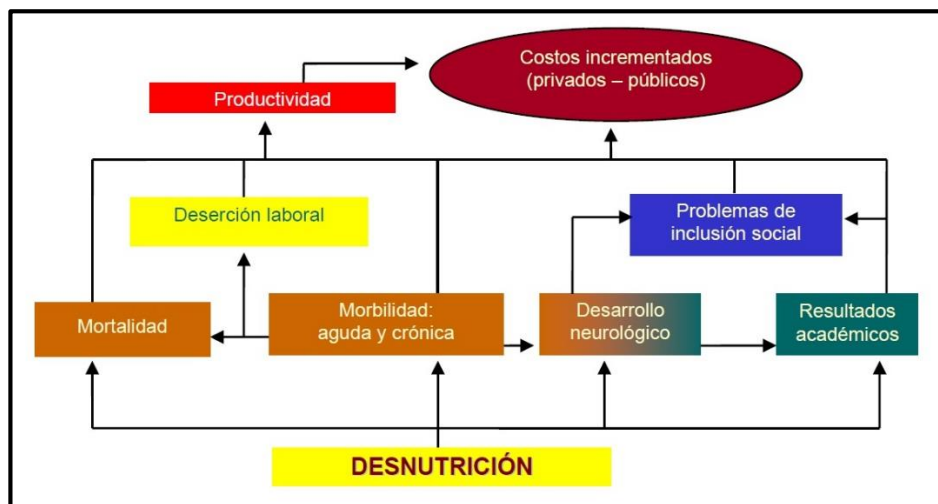 Costos incrementados
(privados – públicos)
Productividad
Deserción laboral
Problemas de
inclusión social
Mortalidad
Morbilidad:
aguda y crónica
Desarrollo
neurológico
Resultados
académicos
DESNUTRICIÓN